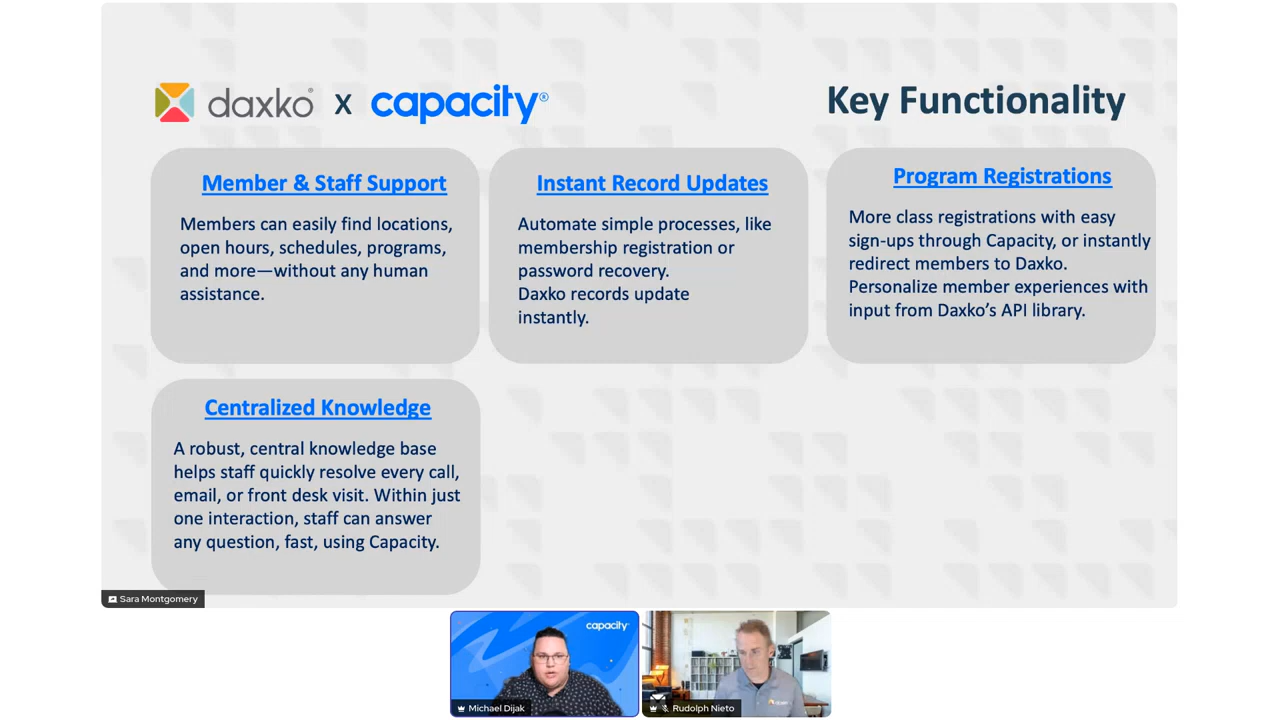 daxko® X capacity®
Key Functionality
Member & Staff Support
Members can easily find locations,
open hours, schedules, programs,
and more—without any human
assistance.
Instant Record Updates
Automate simple processes, like
membership registration or
password recovery.
Daxko records update
instantly.
Program Registrations
More class registrations with easy
sign-ups through Capacity, or instantly
redirect members to Daxko.
Personalize member experiences with
input from Daxko’s API library.
Centralized Knowledge
A robust, central knowledge base
helps staff quickly resolve every call,
email, or front desk visit. Within just
one interaction, staff can answer
any question, fast, using Capacity.
Sara Montgomery
capacity
Michael Dijak
Rudolph Nieto